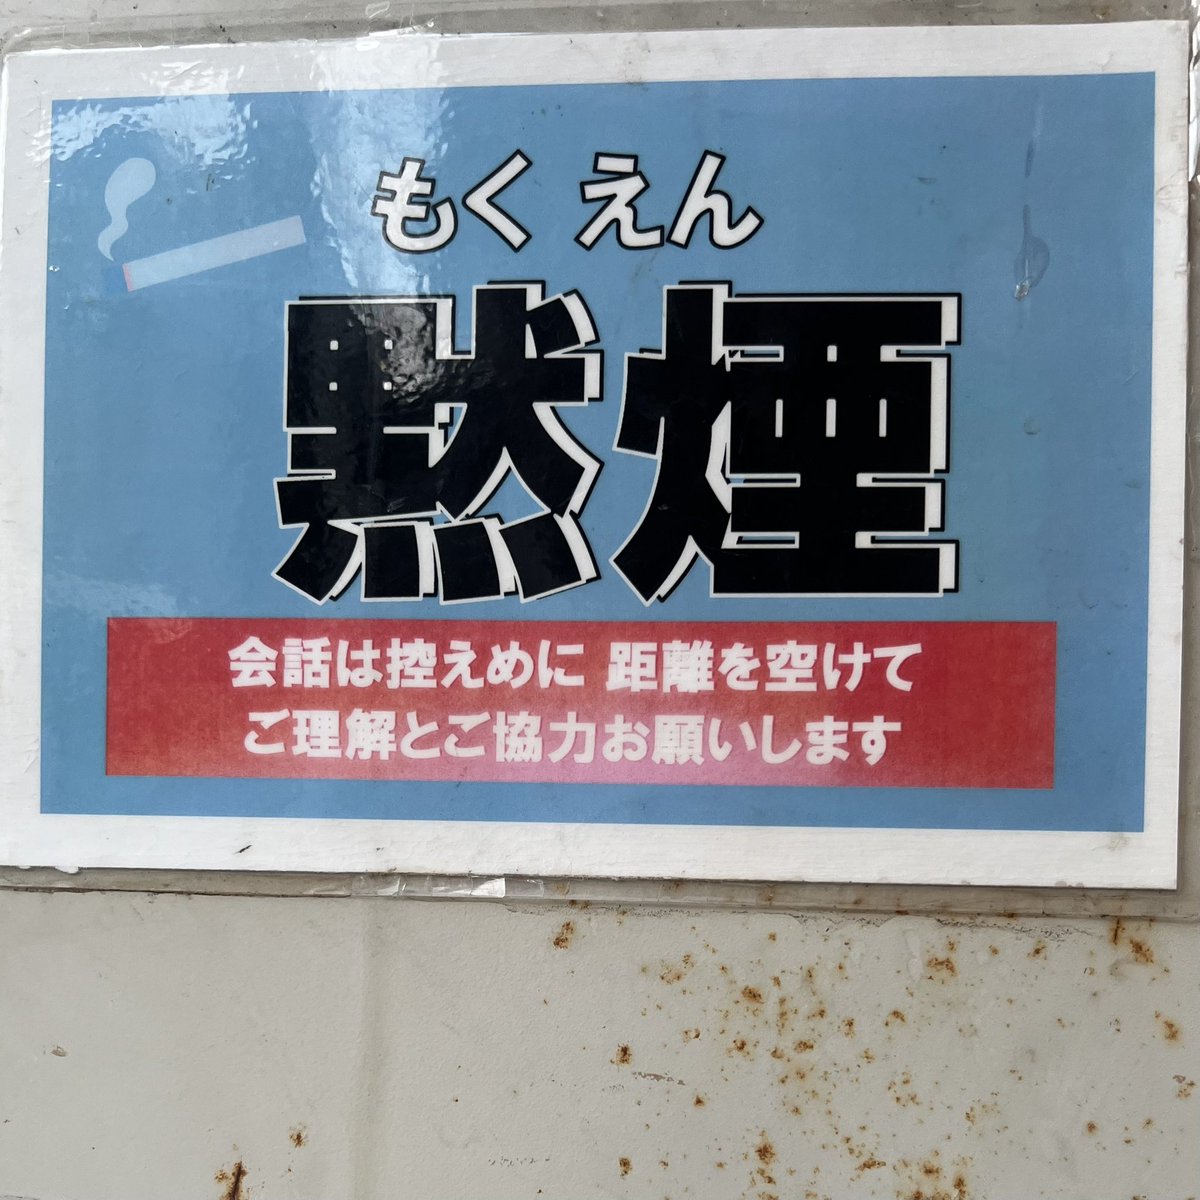 もく えん
黙煙
会話は控えめに 距離を空けて
ご理解とご協力お願いします